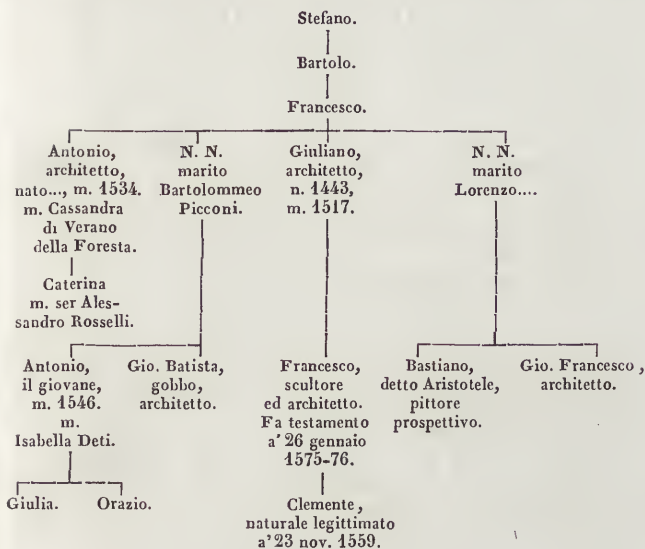 Stefano.
Bartolo.
Francesco.
Antonio,
architetto,
nato..., m. 1534.
m. Cassandra
di Verano
della Foresta.
N. N.
marito
Bartolommeo
Picconi.
Giuliano,
architetto,
n. 1443,
m. 1517.
N. N.
marito
Lorenzo....
Caterina
m. ser Ales-
sandro Rosselli.
Antonio,
il giovane,
m. 1546.
m.
Isabella Deti.
Gio. Batista,
gobbo,
architetto.
Francesco,
scultore
ed architetto.
Fa testamento
a' 26 gennaio
1575-76.
Bastiano,
detto Aristotele,
pittore
prospettivo.
Gio. Francesco,
architetto.
Giulia.
Orazio.
Clemente,
naturale legittimato
a' 23 nov. 1559.